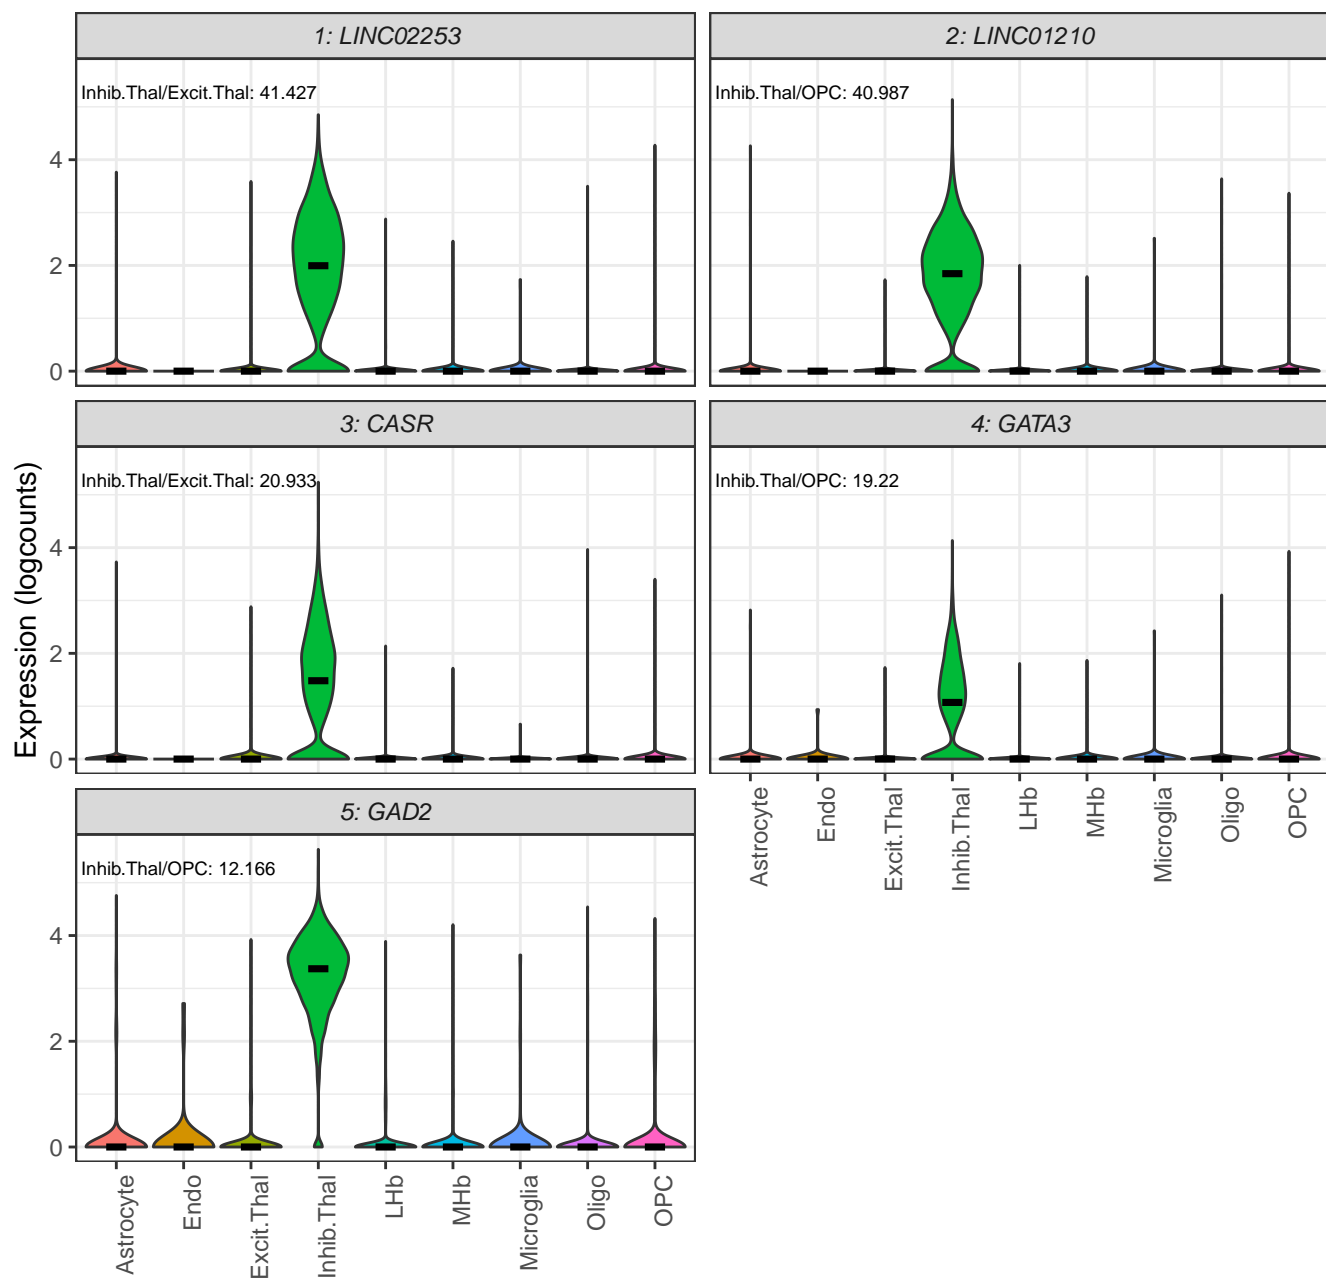 1: LINC02253
2: LINC01210
Inhib.Thal/Excit.Thal: 41.427
Inhib.Thal/OPC: 40.987
4
2
0
3: CASR
4: GATA3
Inhib.Thal/Excit.Thal: 20.933
Inhib.Thal/OPC: 19.22
4
2
0
Expression (logcounts)
Astrocyte
Endo
Excit.Thal
Inhib.Thal
LHb
MHb
Microglia
Oligo
OPC
5: GAD2
Inhib.Thal/OPC: 12.166
4
2
0
Astrocyte
Endo
Excit.Thal
Inhib.Thal
LHb
MHb
Microglia
Oligo
OPC